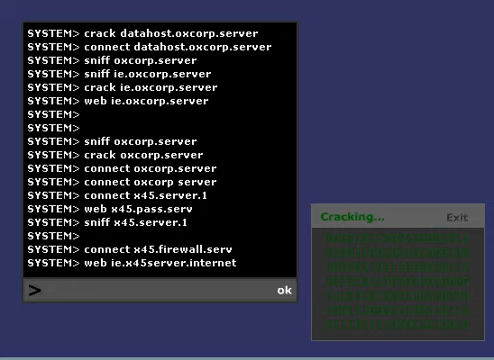 SYSTEM> crack datahost.oxcorp.server
SYSTEM> connect datahost.oxcorp.server
SYSTEM> sniff oxcorp.server
SYSTEM> sniff ie.oxcorp.server
SYSTEM> crack ie.oxcorp.server
SYSTEM> web ie.oxcorp.server
SYSTEM>
SYSTEM>
SYSTEM> sniff oxcorp.server
SYSTEM> crack oxcorp.server
SYSTEM> connect oxcorp.server
SYSTEM> connect oxcorp server
SYSTEM> connect x45.server.1
SYSTEM> web x45.pass.serv
SYSTEM> sniff x45.server.1
SYSTEM>
SYSTEM> connect x45.firewall.serv
SYSTEM> web ie.x45server.internet
> ok
Cracking... Exit